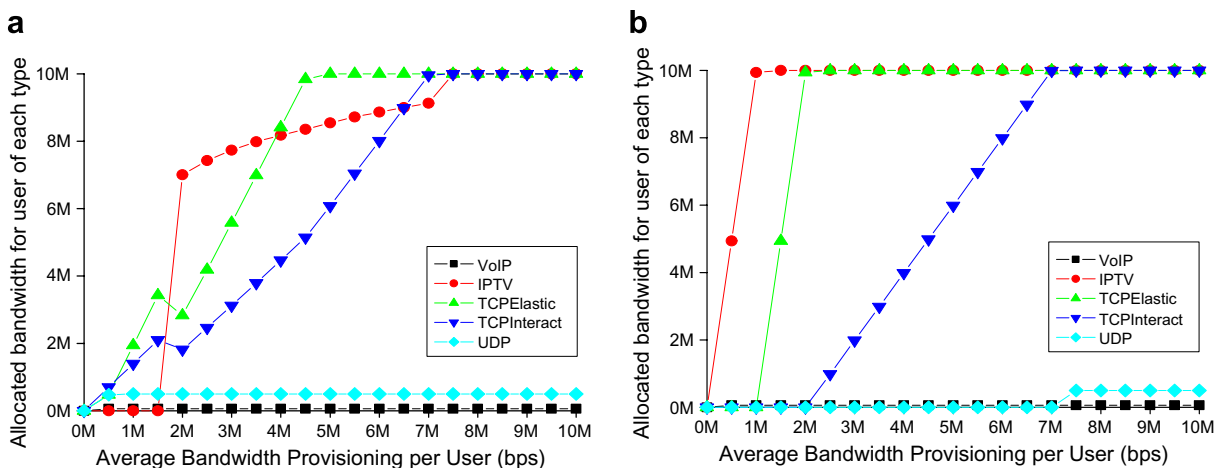 a
Allocated bandwidth for user of each type
10M
8M
6M
4M
2M
0M
0M 1M 2M 3M 4M 5M 6M 7M 8M 9M 10M
Average Bandwidth Provisioning per User (bps)
VoIP
IPTV
TCPElastic
TCPInteract
UDP
b
Allocated bandwidth for user of each type
10M
8M
6M
4M
2M
0M
0M 1M 2M 3M 4M 5M 6M 7M 8M 9M 10M
Average Bandwidth Provisioning per User (bps)
VoIP
IPTV
TCPElastic
TCPInteract
UDP